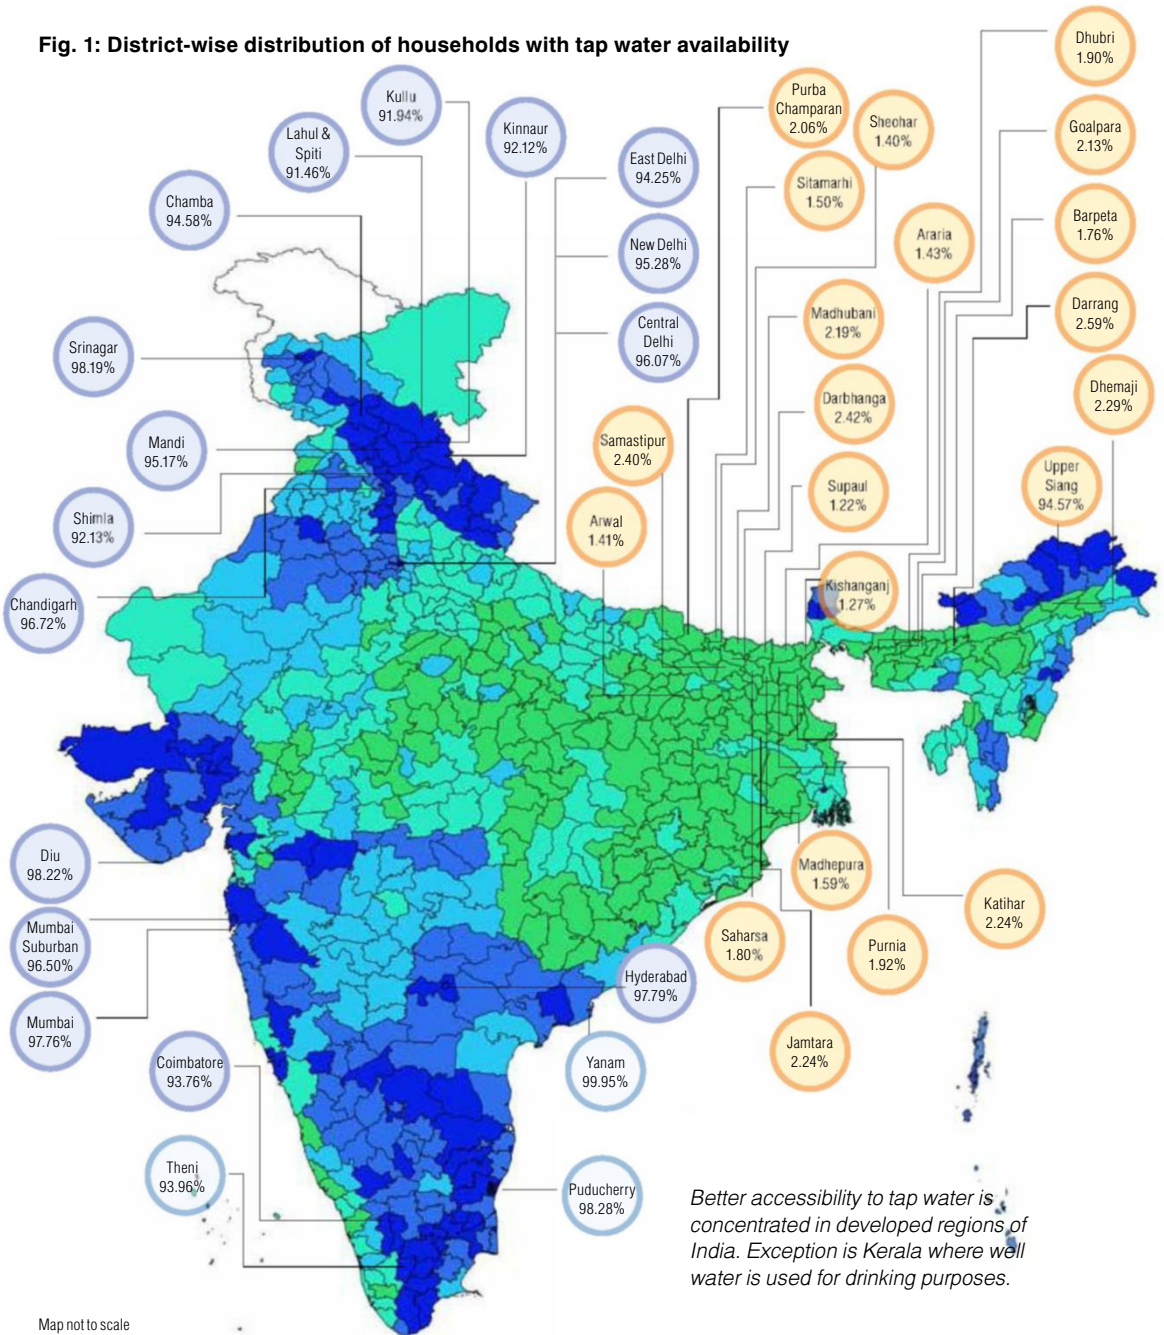 Fig. 1: District-wise distribution of households with tap water availability
Kullu
91.94%
Lahul &
Spiti
91.46%
Kinnaur
92.12%
Chamba
94.58%
East Delhi
94.25%
New Delhi
95.28%
Central
Delhi
96.07%
Srinagar
98.19%
Mandi
95.17%
Shimla
92.13%
Chandigarh
96.72%
Purba
Champaran
2.06%
Sheohar
1.40%
Sitamarhi
1.50%
Araria
1.43%
Madhubani
2.19%
Darbhanga
2.42%
Samastipur
2.40%
Supaul
1.22%
Arwal
1.41%
Kishanganj
1.27%
Dhubri
1.90%
Goalpara
2.13%
Barpeta
1.76%
Darrang
2.59%
Dhemaji
2.29%
Upper
Siang
94.57%
Diu
98.22%
Mumbai
Suburban
96.50%
Mumbai
97.76%
Coimbatore
93.76%
Theni
93.96%
Hyderabad
97.79%
Yanam
99.95%
Puducherry
98.28%
Madhepura
1.59%
Saharsa
1.80%
Purnia
1.92%
Katihar
2.24%
Jamtara
2.24%
Better accessibility to tap water is
concentrated in developed regions of
India. Exception is Kerala where well
water is used for drinking purposes.
Map not to scale